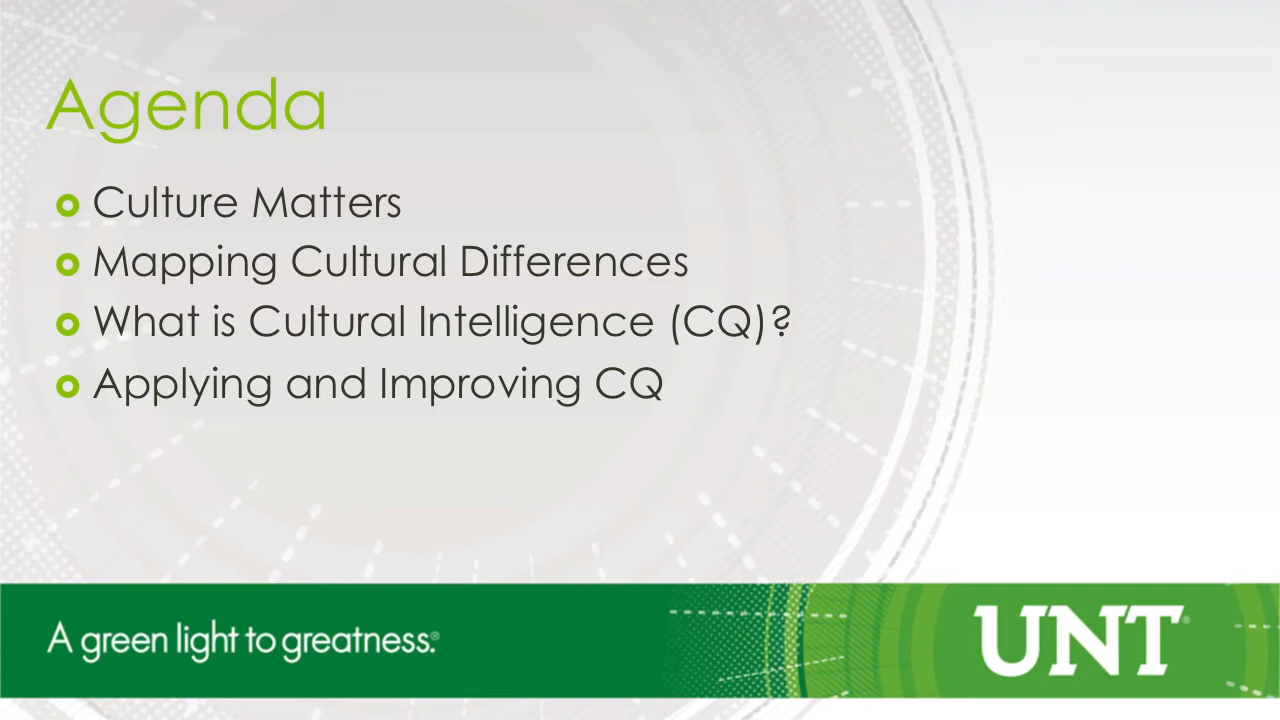 Agenda
Culture Matters
Mapping Cultural Differences
What is Cultural Intelligence (CQ)?
Applying and Improving CQ
A green light to greatness.®
UNT®